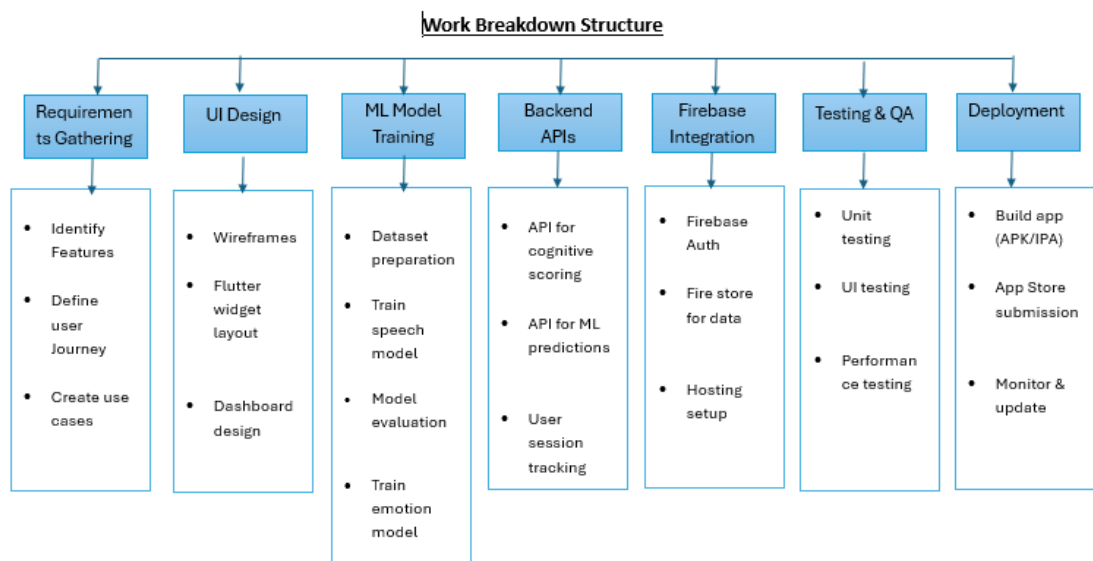 Work Breakdown Structure
Requiremen
ts Gathering
UI Design
ML Model
Training
Backend
APIs
Firebase
Integration
Testing & QA
Deployment
• Identify
Features
• Define
user
Journey
• Create use
cases
• Wireframes
• Flutter
widget
layout
• Dashboard
design
• Dataset
preparation
• Train
speech
model
• Model
evaluation
• Train
emotion
model
• API for
cognitive
scoring
• API for ML
predictions
• User
session
tracking
• Firebase
Auth
• Fire store
for data
• Hosting
setup
• Unit
testing
• UI testing
• Performan
ce testing
• Build app
(APK/IPA)
• App Store
submission
• Monitor &
update